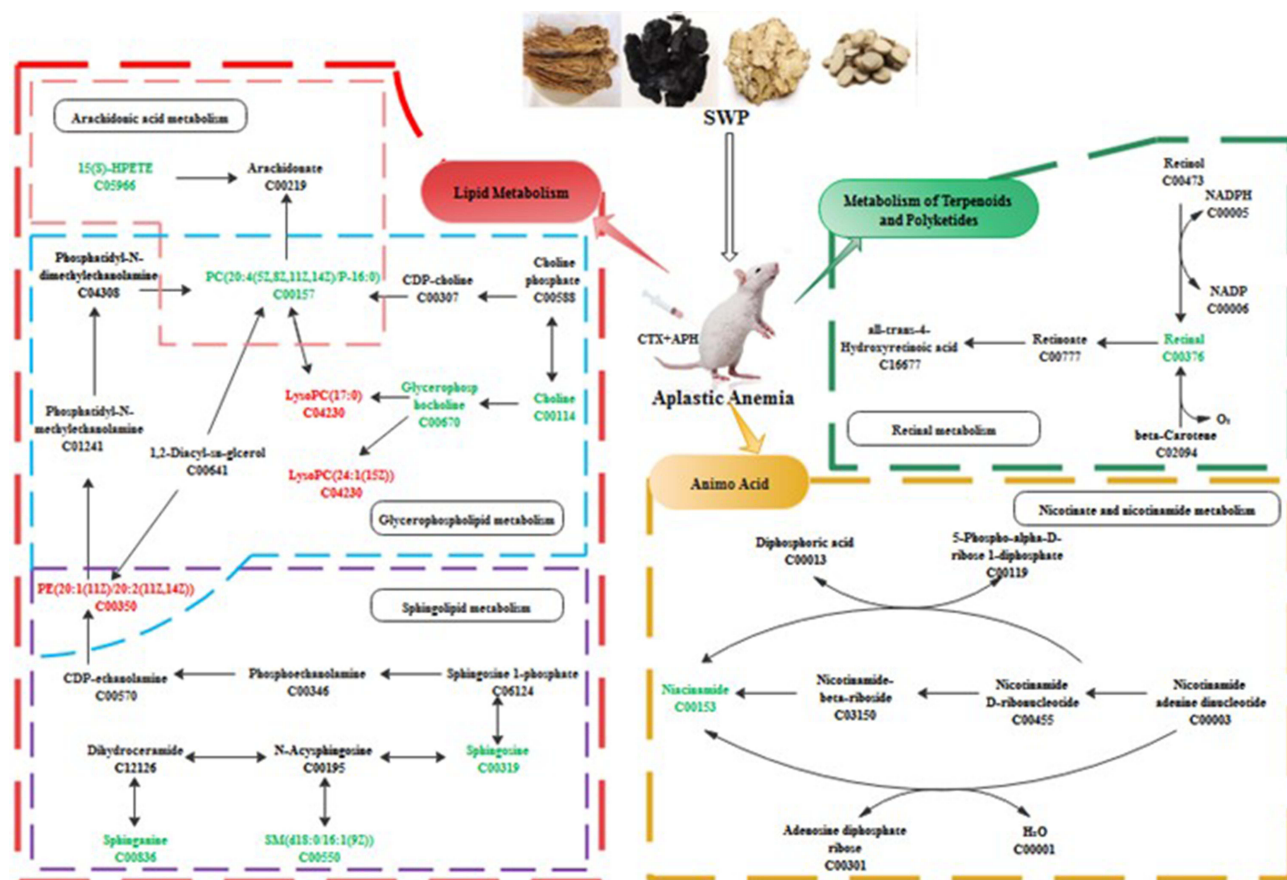 SWP
CTX+APH
Aplastic Anemia
Lipid Metabolism
Arachidonic acid metabolism
15(S)-HPETE
C05966
Arachidonate
C00219
Phosphatidyl-N-
dimethylethanolamine
C04308
PC(20:4(5Z,8Z,11Z,14Z)/P-16:0)
C00157
CDP-choline
C00307
Choline
phosphate
C00588
LysoPC(17:0)
C04230
Glycerophosp
hocholine
C00670
Choline
C00114
Phosphatidyl-N-
methylethanolamine
C01241
1,2-Diacyl-sn-glcerol
C00641
LysoPC(24:1(15Z))
C04230
Glycerophospholipid metabolism
PE(20:1(11Z)/20:2(11Z,14Z))
C00350
Sphingolipid metabolism
CDP-ethanolamine
C00570
Phosphoethanolamine
C00346
Sphingosine 1-phosphate
C06124
Dihydroceramide
C12126
N-Acysphingosine
C00195
Sphingosine
C00319
Sphinganine
C00836
SM(d18:0/16:1(9Z))
C00550
Metabolism of Terpenoids
and Polyketides
Retinol
C00473
NADPH
C00005
NADP
C00006
all-trans-4-
Hydroxyretinoic acid
C16677
Retinoate
C00777
Retinal
C00376
O₂
beta-Carotene
C02094
Retinal metabolism
Animo Acid
Nicotinate and nicotinamide metabolism
Diphosphoric acid
C00013
5-Phospho-alpha-D-
ribose 1-diphosphate
C00119
Niacinamide
C00153
Nicotinamide-
beta-riboside
C03150
Nicotinamide
D-ribonucleotide
C00455
Nicotinamide
adenine dinucleotide
C00003
Adenosine diphosphate
ribose
C00301
H₂O
C00001